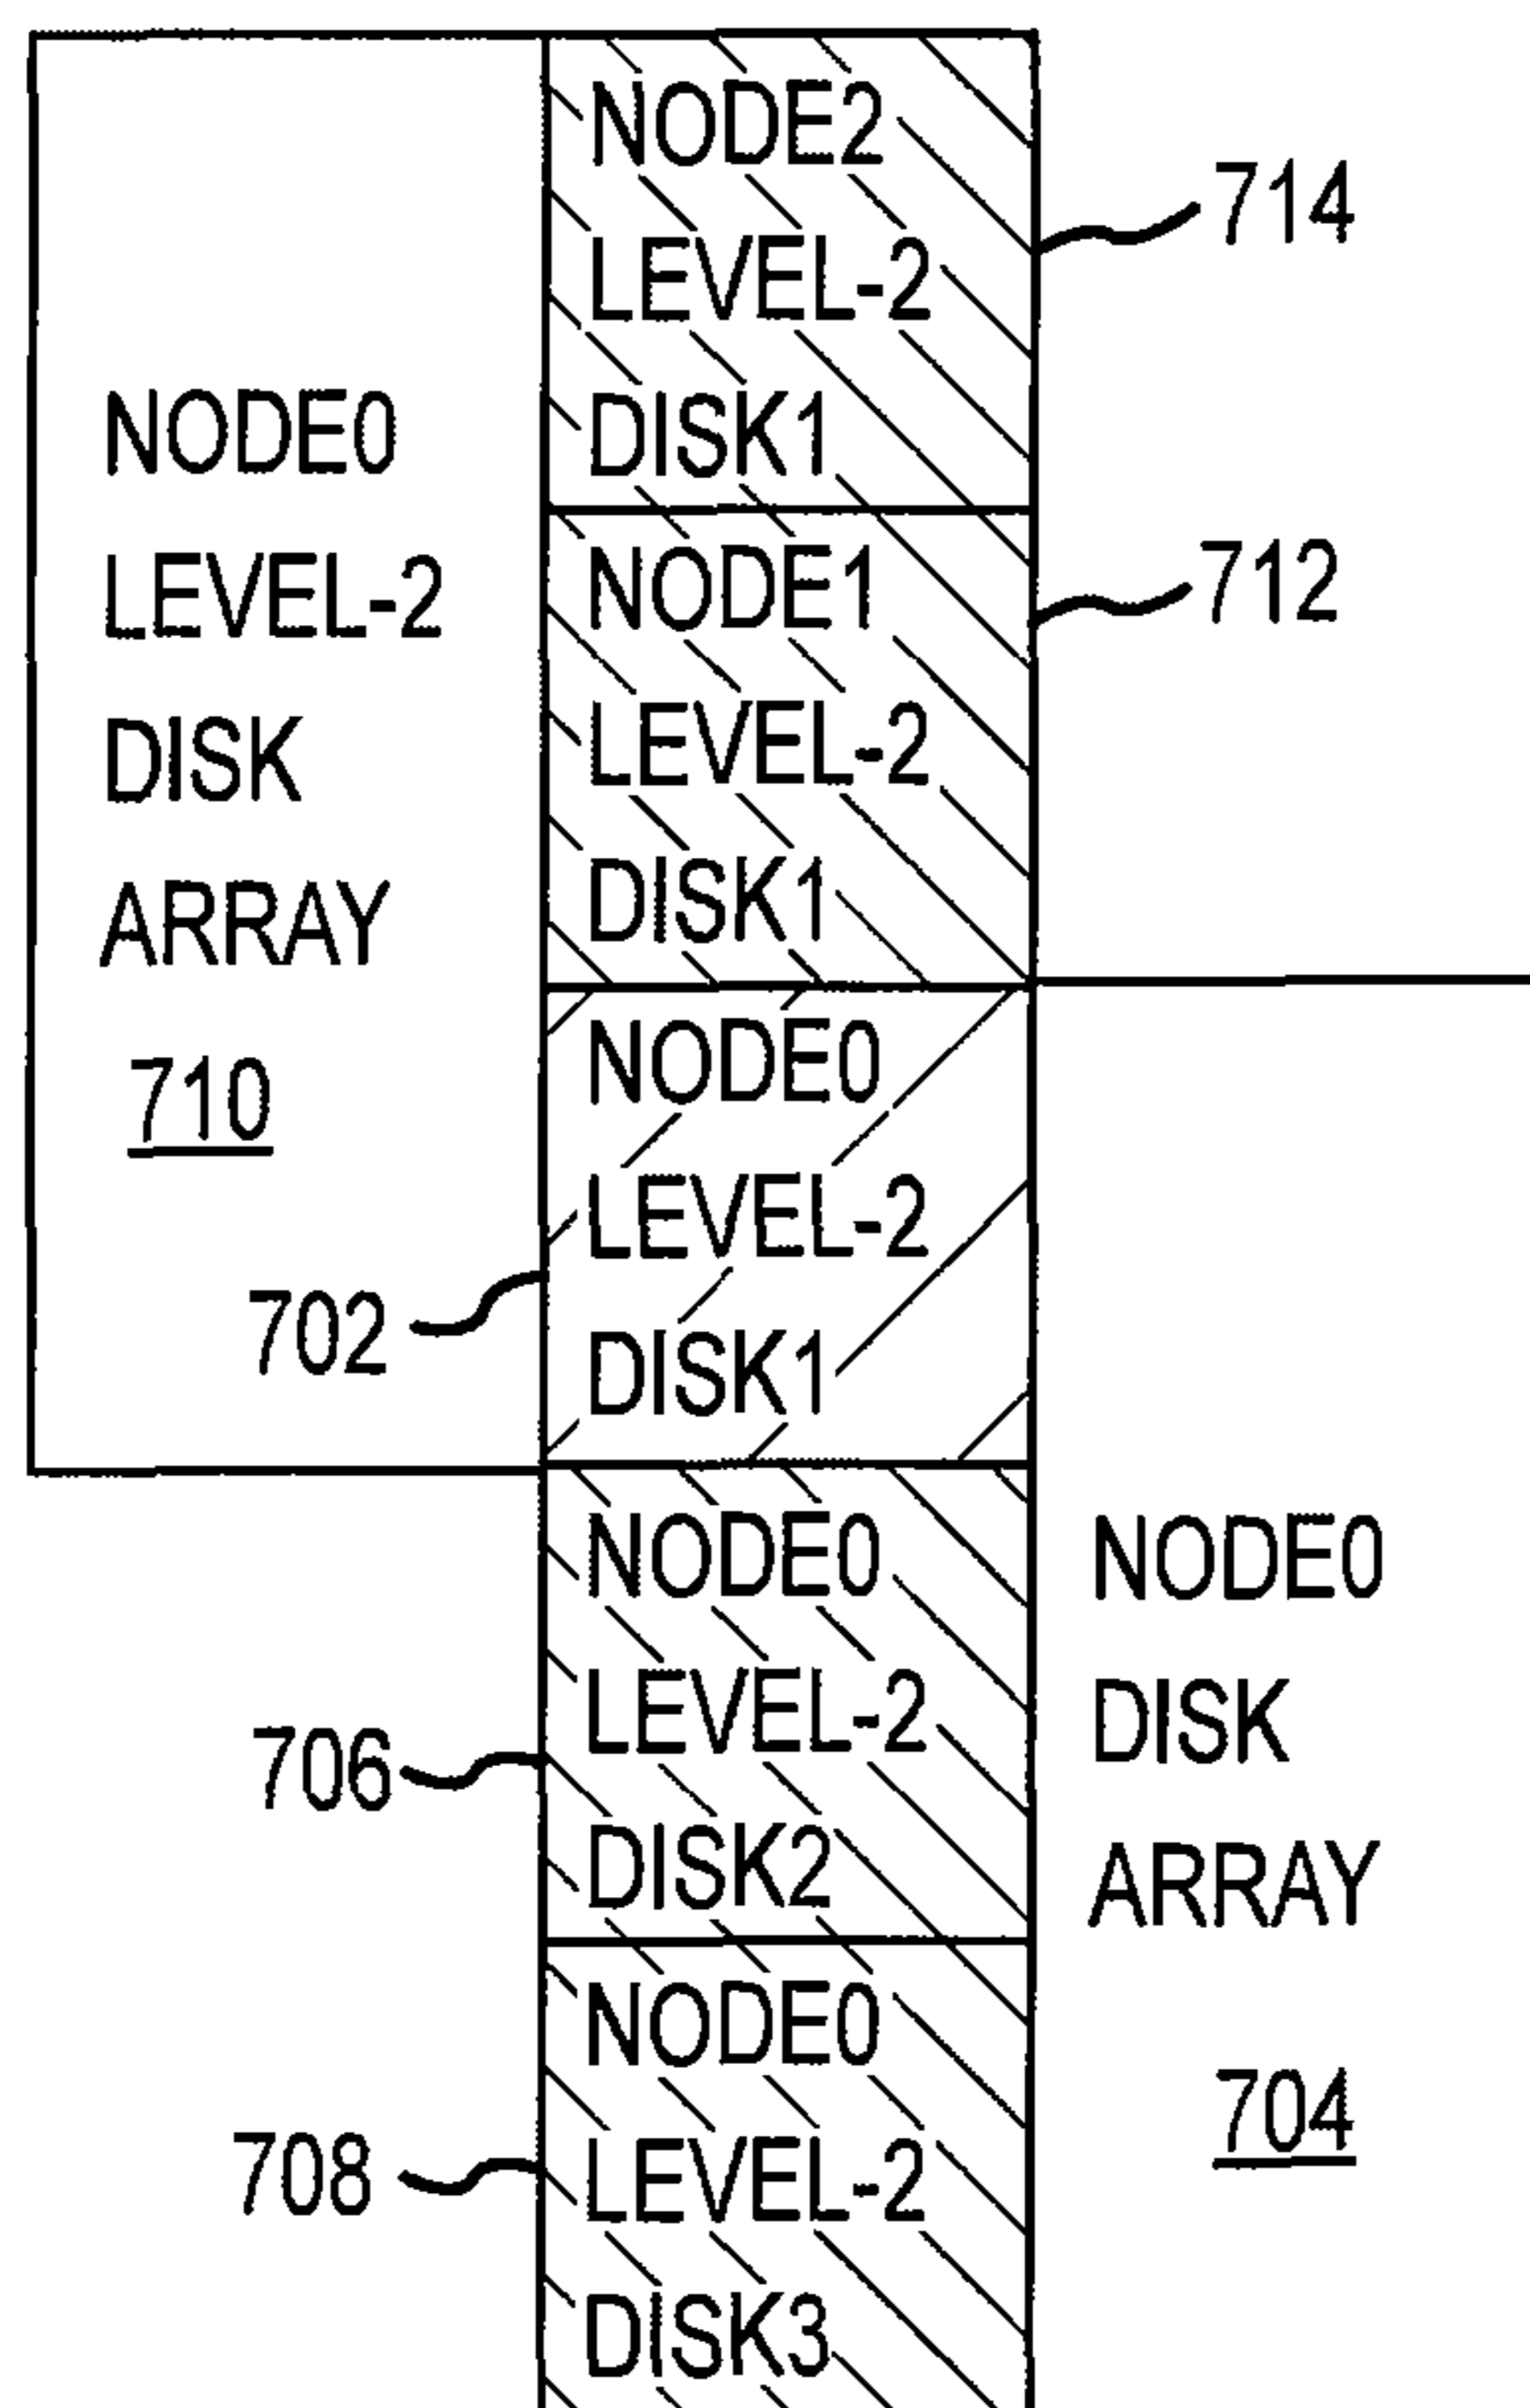 NODE2
LEVEL-2
DISK1
714
NODE1
LEVEL-2
DISK1
712
NODE0
LEVEL-2
DISK
ARRAY
710
NODE0
LEVEL-2
DISK1
702
NODE0
LEVEL-2
DISK2
706
NODE0
DISK
ARRAY
704
NODE0
LEVEL-2
DISK3
708